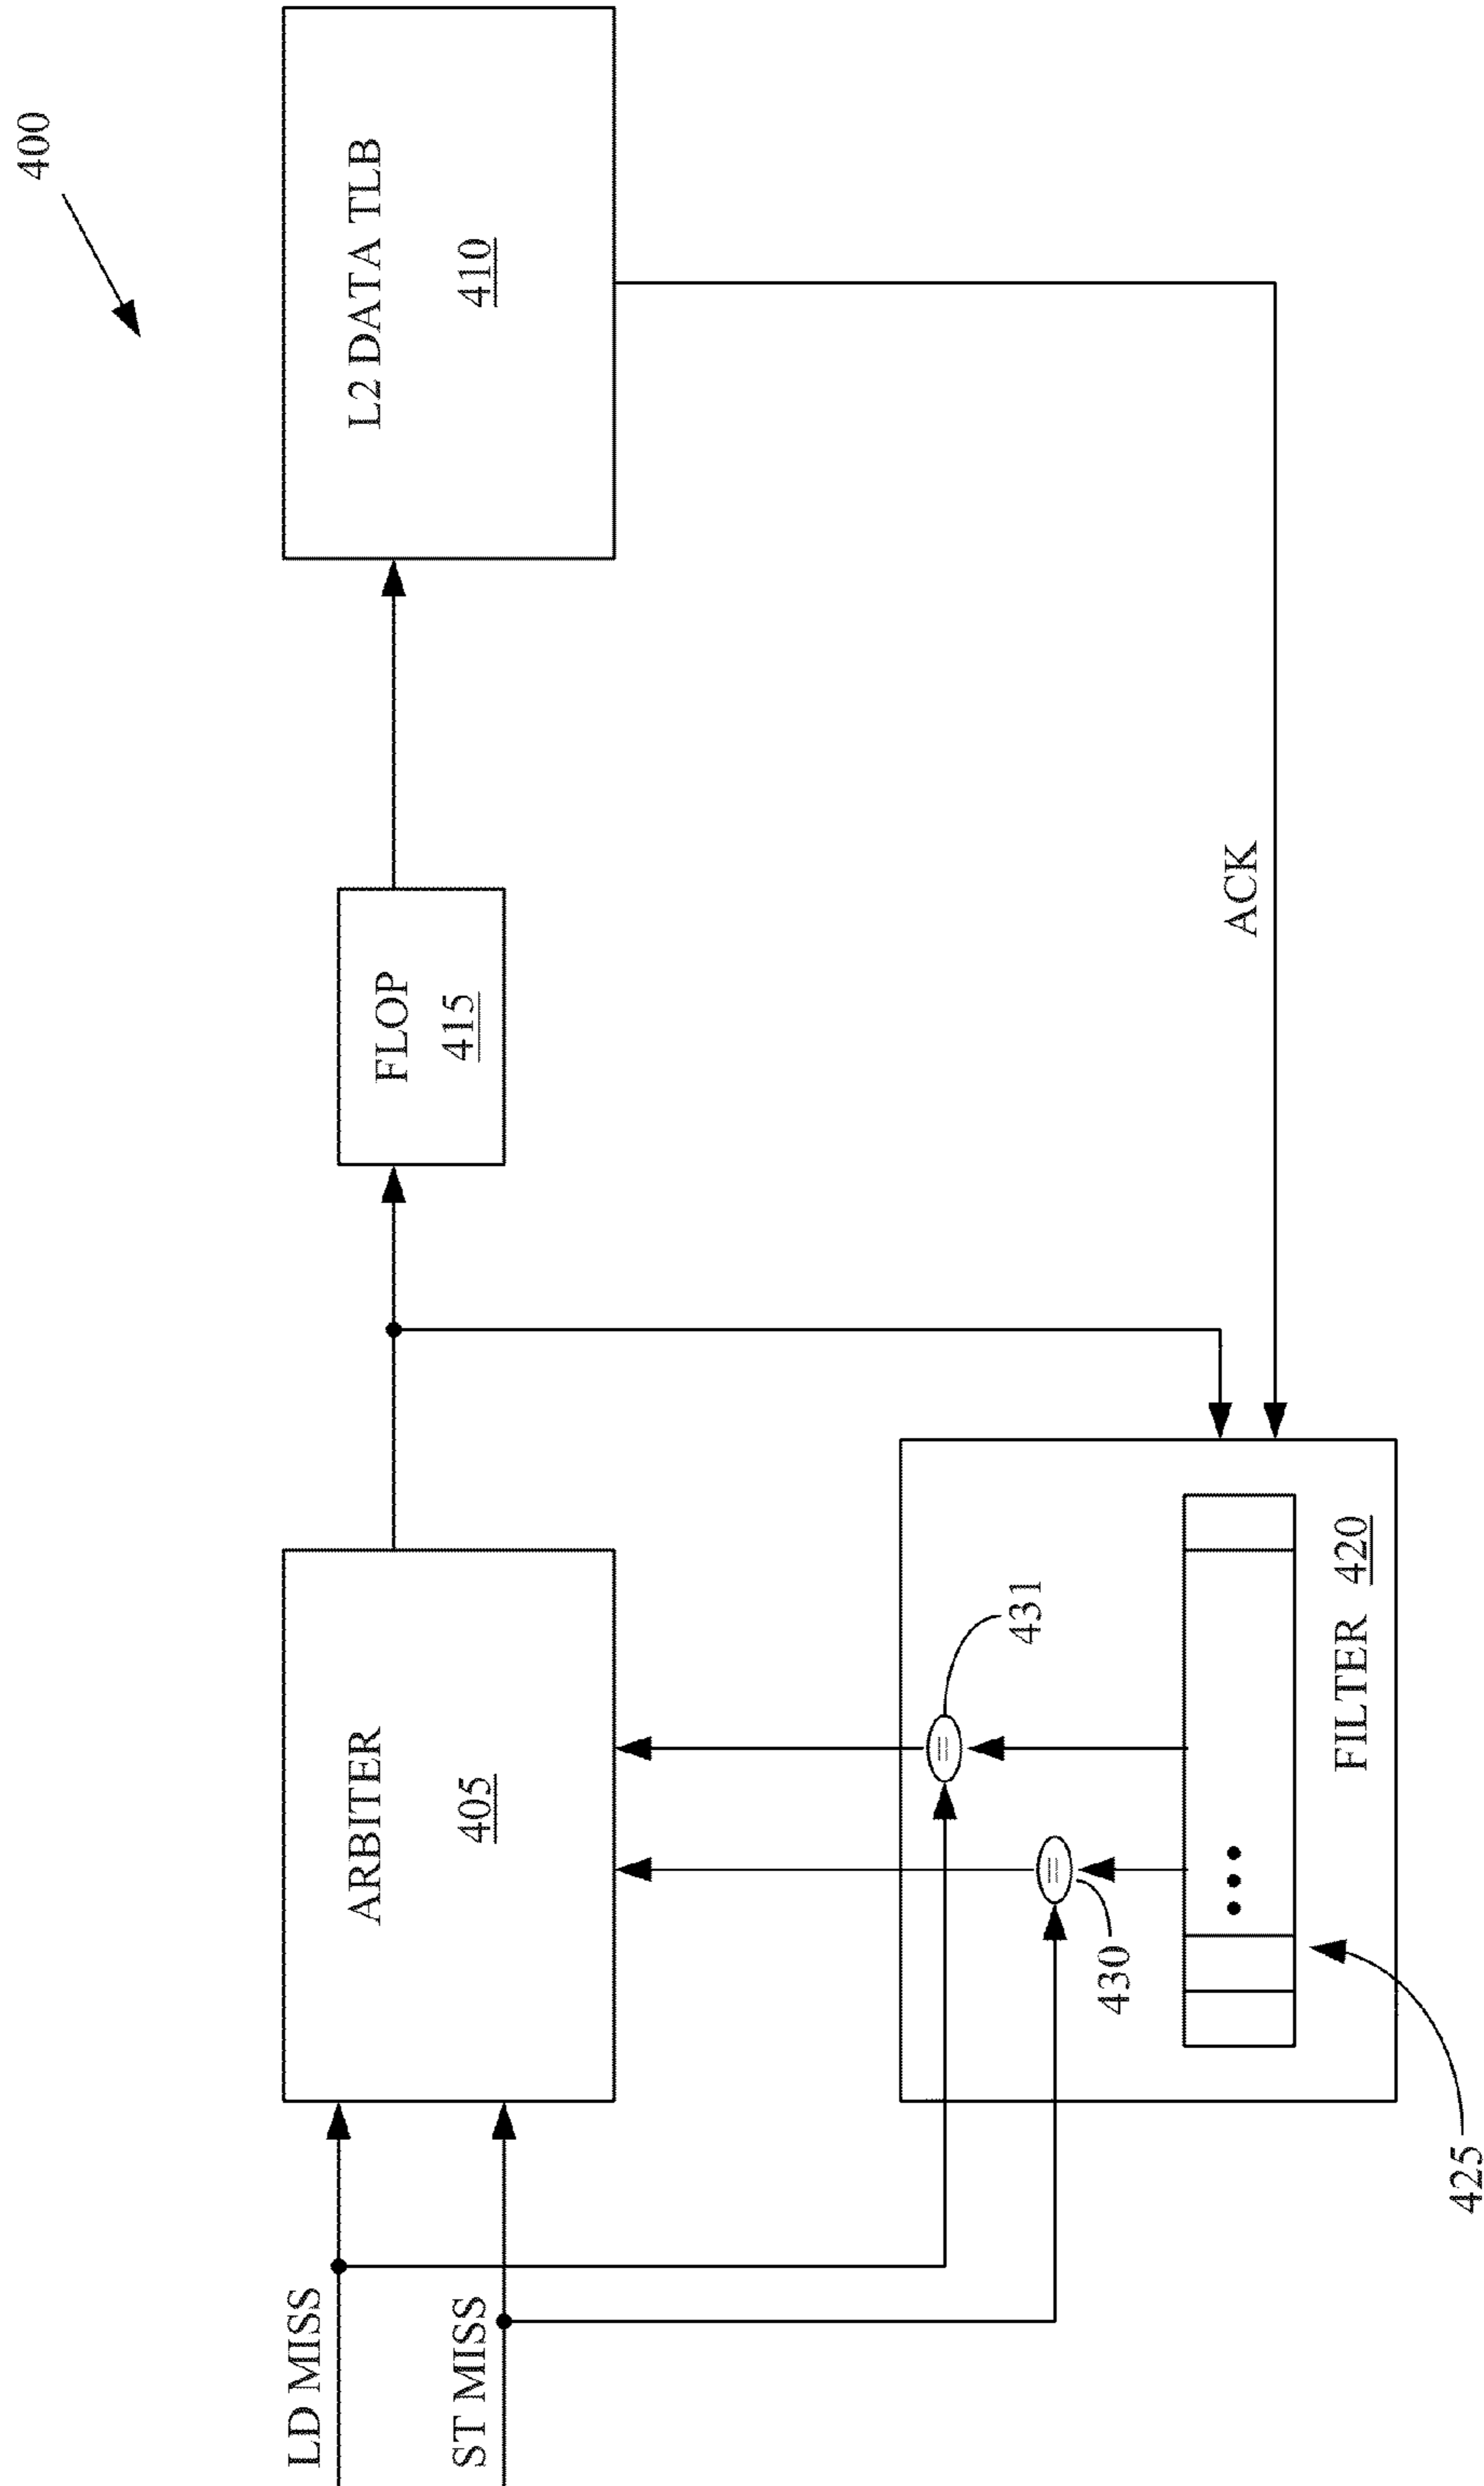 400
LD MISS
ST MISS
ARBITER
405
FLOP
415
L2 DATA TLB
410
=
431
=
430
ACK
FILTER 420
425